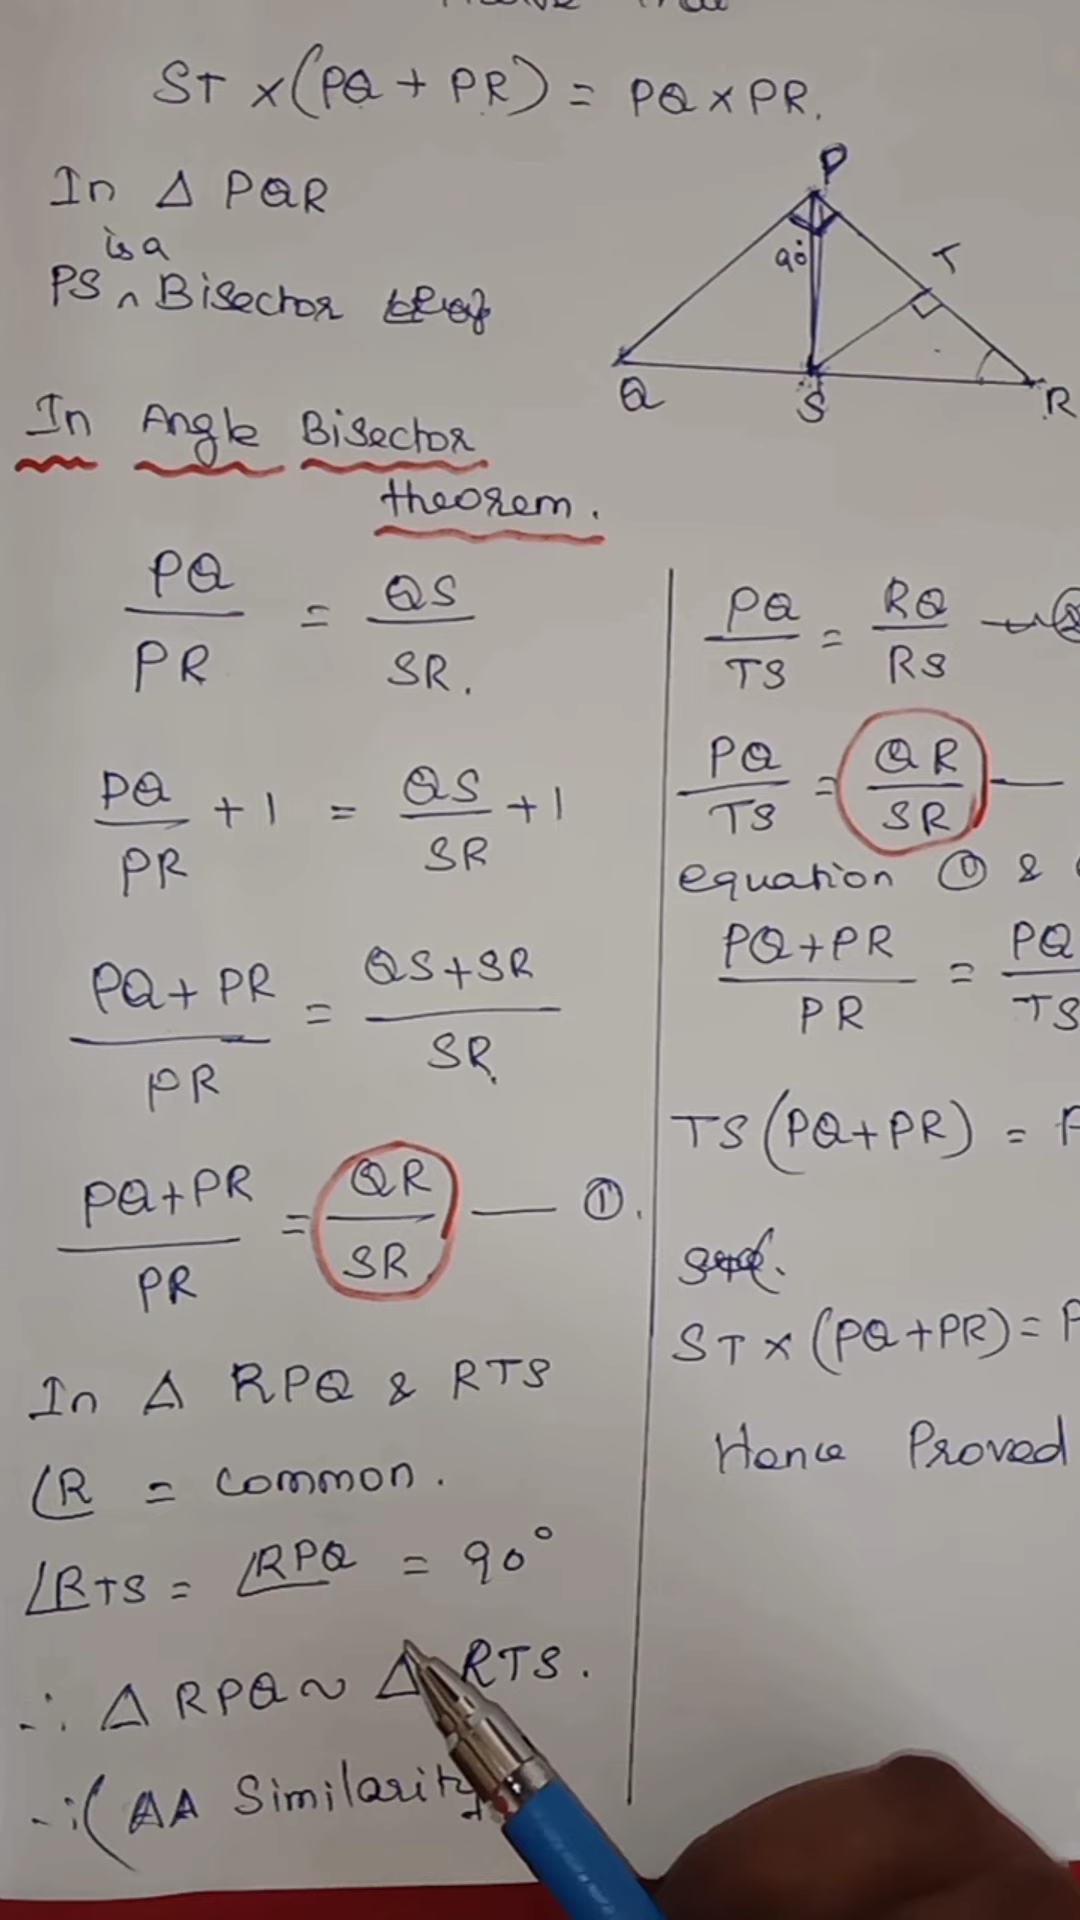 ST × (PQ + PR) = PQ × PR.
In Δ PQR
is a
PS ^ Bisector
P
90°
T
Q
S
R
In Angle Bisector
theorem.
PQ/PR = QS/SR.
PQ/PR + 1 = QS/SR + 1
PQ + PR/PR = QS + SR/SR.
PQ + PR/PR = QR/SR — ①.
In Δ RPQ & RTS
∠R = common.
∠RTS = ∠RPQ = 90°
∴ Δ RPQ ~ Δ RTS.
∴ (AA Similarity
PQ/TS = RQ/RS
PQ/TS = QR/SR —
equation ① &
PQ + PR/PR = PQ/TS
TS (PQ + PR) =
ST × (PQ + PR) =
Hence Proved